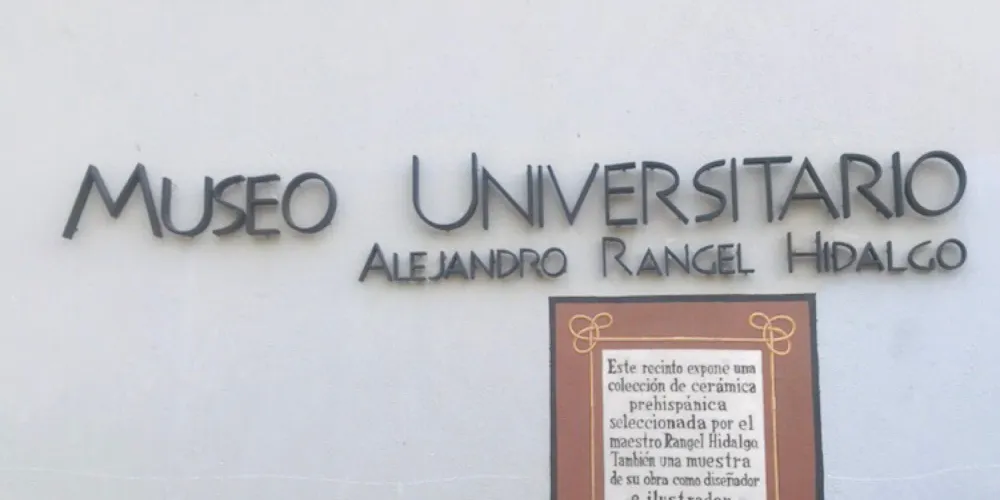 MUSEO UNIVERSITARIO
ALEJANDRO RANGEL HIDALGO
Este recinto expone una
colección de cerámica
prehispánica
seleccionada por el
maestro Rangel Hidalgo.
También una muestra
de su obra como diseñador
e ilustrador